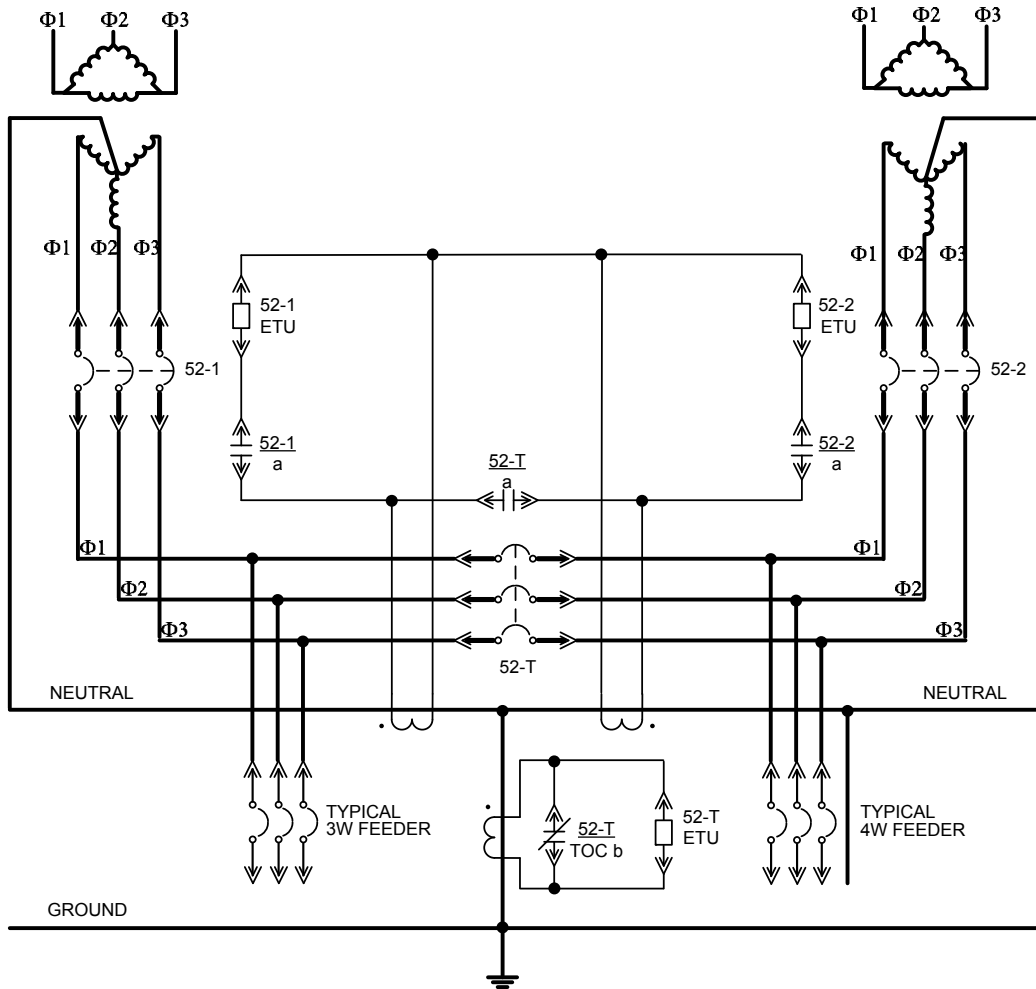 Φ1 Φ2 Φ3
Φ1 Φ2 Φ3
Φ1 Φ2 Φ3
Φ1 Φ2 Φ3
52-1
ETU
52-2
ETU
52-1
52-2
52-1
a
52-T
a
52-2
a
Φ1
Φ1
Φ2
Φ2
Φ3
Φ3
52-T
NEUTRAL
NEUTRAL
TYPICAL
3W FEEDER
52-T
TOC b
52-T
ETU
TYPICAL
4W FEEDER
GROUND